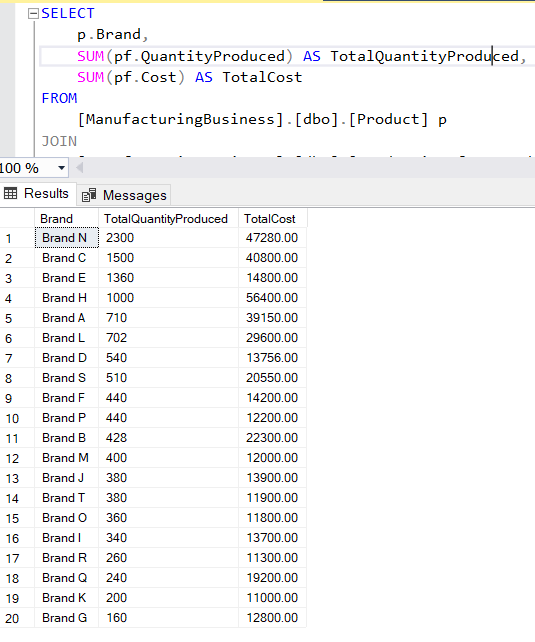 SELECT
p.Brand,
SUM(pf.QuantityProduced) AS TotalQuantityProduced,
SUM(pf.Cost) AS TotalCost
FROM
[ManufacturingBusiness].[dbo].[Product] p
JOIN
100 %
Results Messages
Brand TotalQuantityProduced TotalCost
1 Brand N 2300 47280.00
2 Brand C 1500 40800.00
3 Brand E 1360 14800.00
4 Brand H 1000 56400.00
5 Brand A 710 39150.00
6 Brand L 702 29600.00
7 Brand D 540 13756.00
8 Brand S 510 20550.00
9 Brand F 440 14200.00
10 Brand P 440 12200.00
11 Brand B 428 22300.00
12 Brand M 400 12000.00
13 Brand J 380 13900.00
14 Brand T 380 11900.00
15 Brand O 360 11800.00
16 Brand I 340 13700.00
17 Brand R 260 11300.00
18 Brand Q 240 19200.00
19 Brand K 200 11000.00
20 Brand G 160 12800.00